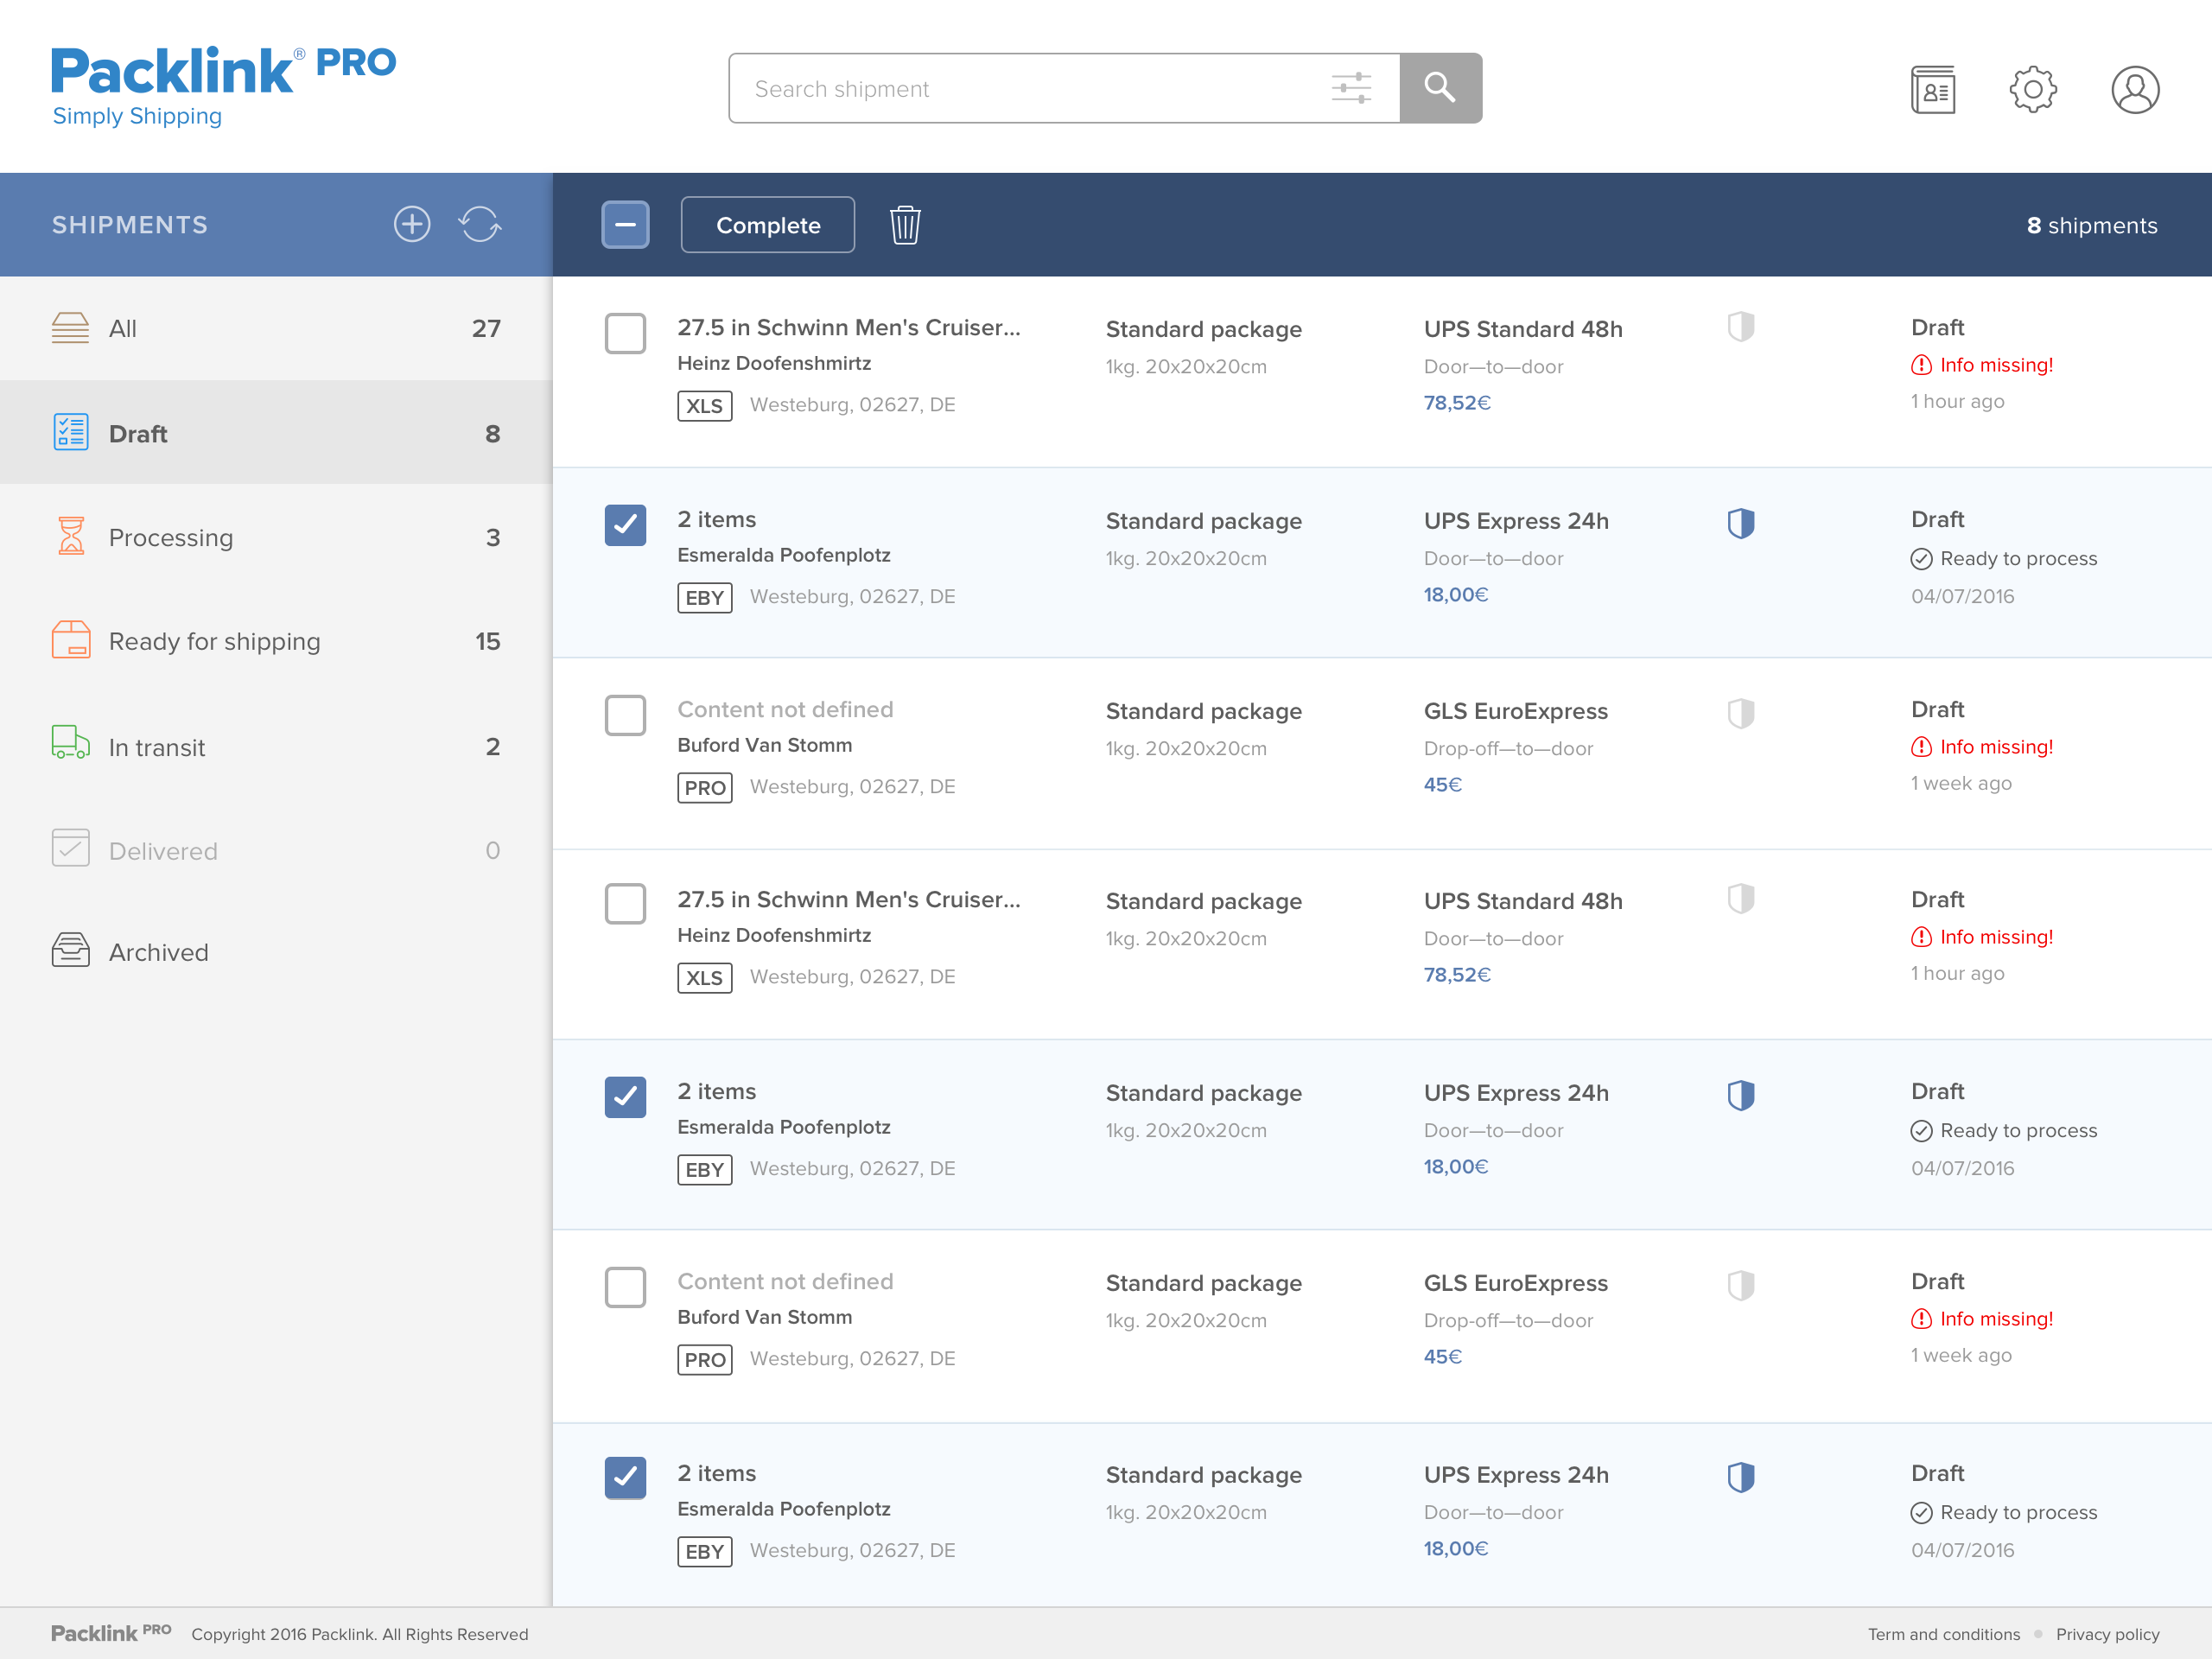 Packlink® PRO
Simply Shipping
Search shipment
SHIPMENTS
Complete
8 shipments
All 27
Draft 8
Processing 3
Ready for shipping 15
In transit 2
Delivered 0
Archived
27.5 in Schwinn Men's Cruiser... Standard package UPS Standard 48h Draft
Heinz Doofenshmirtz 1kg. 20x20x20cm Door—to—door Info missing!
XLS Westeburg, 02627, DE 78,52€ 1 hour ago
2 items Standard package UPS Express 24h Draft
Esmeralda Poofenplotz 1kg. 20x20x20cm Door—to—door Ready to process
EBY Westeburg, 02627, DE 18,00€ 04/07/2016
Content not defined Standard package GLS EuroExpress Draft
Buford Van Stomm 1kg. 20x20x20cm Drop-off—to—door Info missing!
PRO Westeburg, 02627, DE 45€ 1 week ago
27.5 in Schwinn Men's Cruiser... Standard package UPS Standard 48h Draft
Heinz Doofenshmirtz 1kg. 20x20x20cm Door—to—door Info missing!
XLS Westeburg, 02627, DE 78,52€ 1 hour ago
2 items Standard package UPS Express 24h Draft
Esmeralda Poofenplotz 1kg. 20x20x20cm Door—to—door Ready to process
EBY Westeburg, 02627, DE 18,00€ 04/07/2016
Content not defined Standard package GLS EuroExpress Draft
Buford Van Stomm 1kg. 20x20x20cm Drop-off—to—door Info missing!
PRO Westeburg, 02627, DE 45€ 1 week ago
2 items Standard package UPS Express 24h Draft
Esmeralda Poofenplotz 1kg. 20x20x20cm Door—to—door Ready to process
EBY Westeburg, 02627, DE 18,00€ 04/07/2016
Packlink PRO Copyright 2016 Packlink. All Rights Reserved Term and conditions Privacy policy